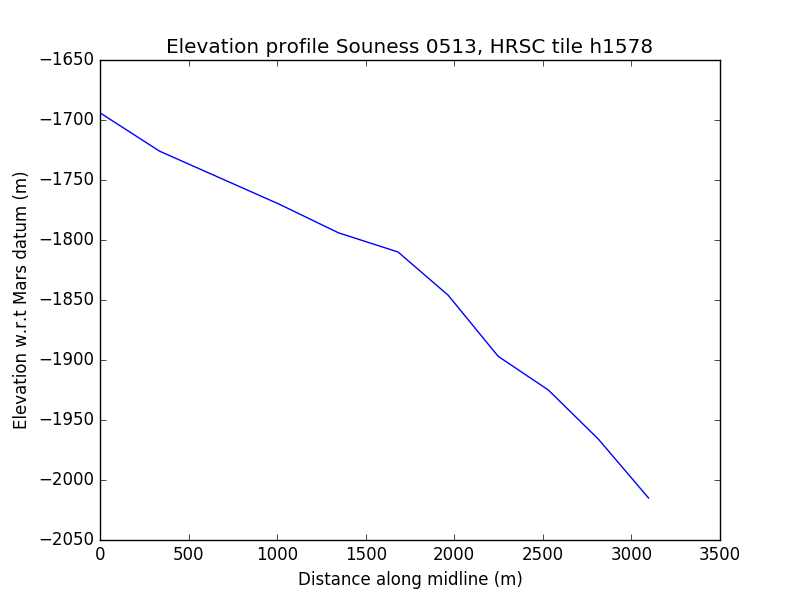 Elevation profile Souness 0513, HRSC tile h1578
−1650
−1700
−1750
−1800
−1850
−1900
−1950
−2000
−2050
Elevation w.r.t Mars datum (m)
0 500 1000 1500 2000 2500 3000 3500
Distance along midline (m)